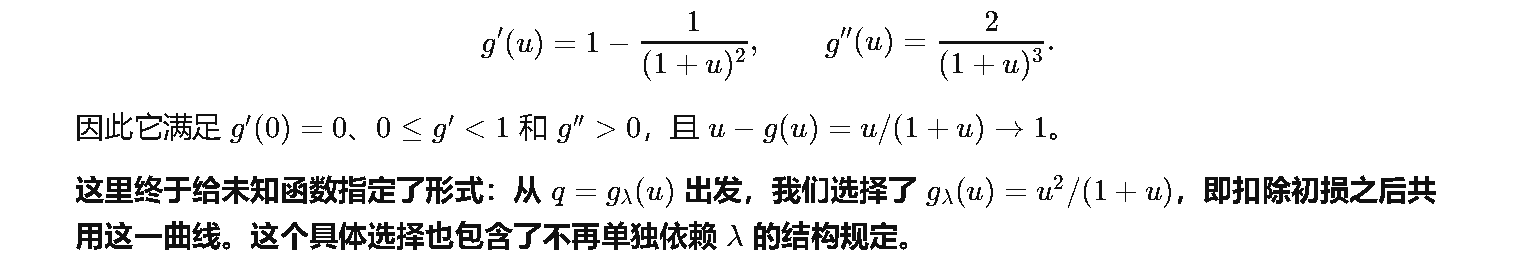 g′(u) = 1 − 1/(1 + u)², g″(u) = 2/(1 + u)³.
因此它满足 g′(0) = 0、0 ≤ g′ < 1 和 g″ > 0，且 u − g(u) = u/(1 + u) → 1。
这里终于给未知函数指定了形式：从 q = g_λ(u) 出发，我们选择了 g_λ(u) = u²/(1 + u)，即扣除初损之后共
用这一曲线。这个具体选择也包含了不再单独依赖 λ 的结构规定。